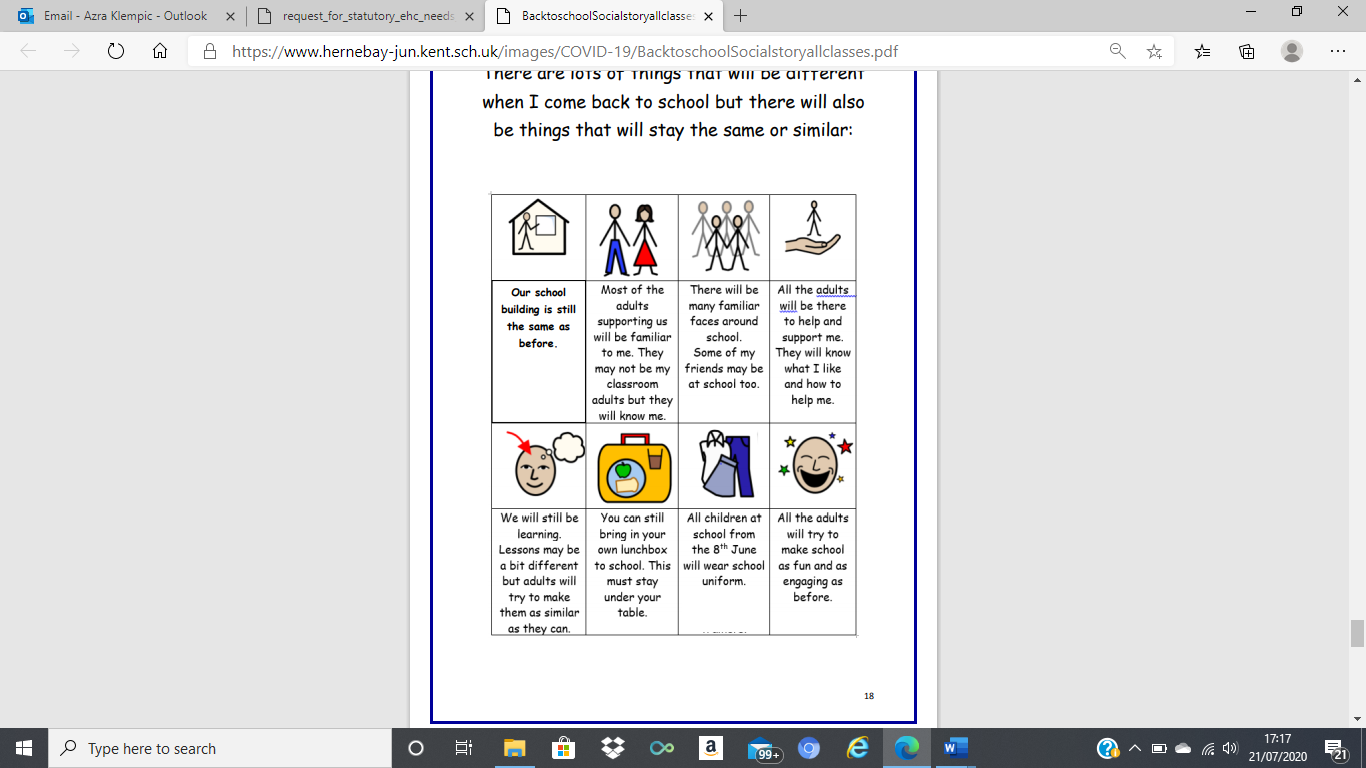 Email - Azra Klempic - Outlook
request_for_statutory_ehc_needs
BacktoschoolSocialstoryallclasses
https://www.hernebay-jun.kent.sch.uk/images/COVID-19/BacktoschoolSocialstoryallclasses.pdf
There are lots of things that will be different
when I come back to school but there will also
be things that will stay the same or similar:
Our school
building is still
the same as
before.
Most of the
adults
supporting us
will be familiar
to me. They
may not be my
classroom
adults but they
will know me.
There will be
many familiar
faces around
school.
Some of my
friends may be
at school too.
All the adults
will be there
to help and
support me.
They will know
what I like
and how to
help me.
We will still be
learning.
Lessons may be
a bit different
but adults will
try to make
them as similar
as they can.
You can still
bring in your
own lunchbox
to school. This
must stay
under your
table.
All children at
school from
the 8th June
will wear school
uniform.
All the adults
will try to
make school
as fun and as
engaging as
before.
18
Type here to search
99+
17:17
21/07/2020
21